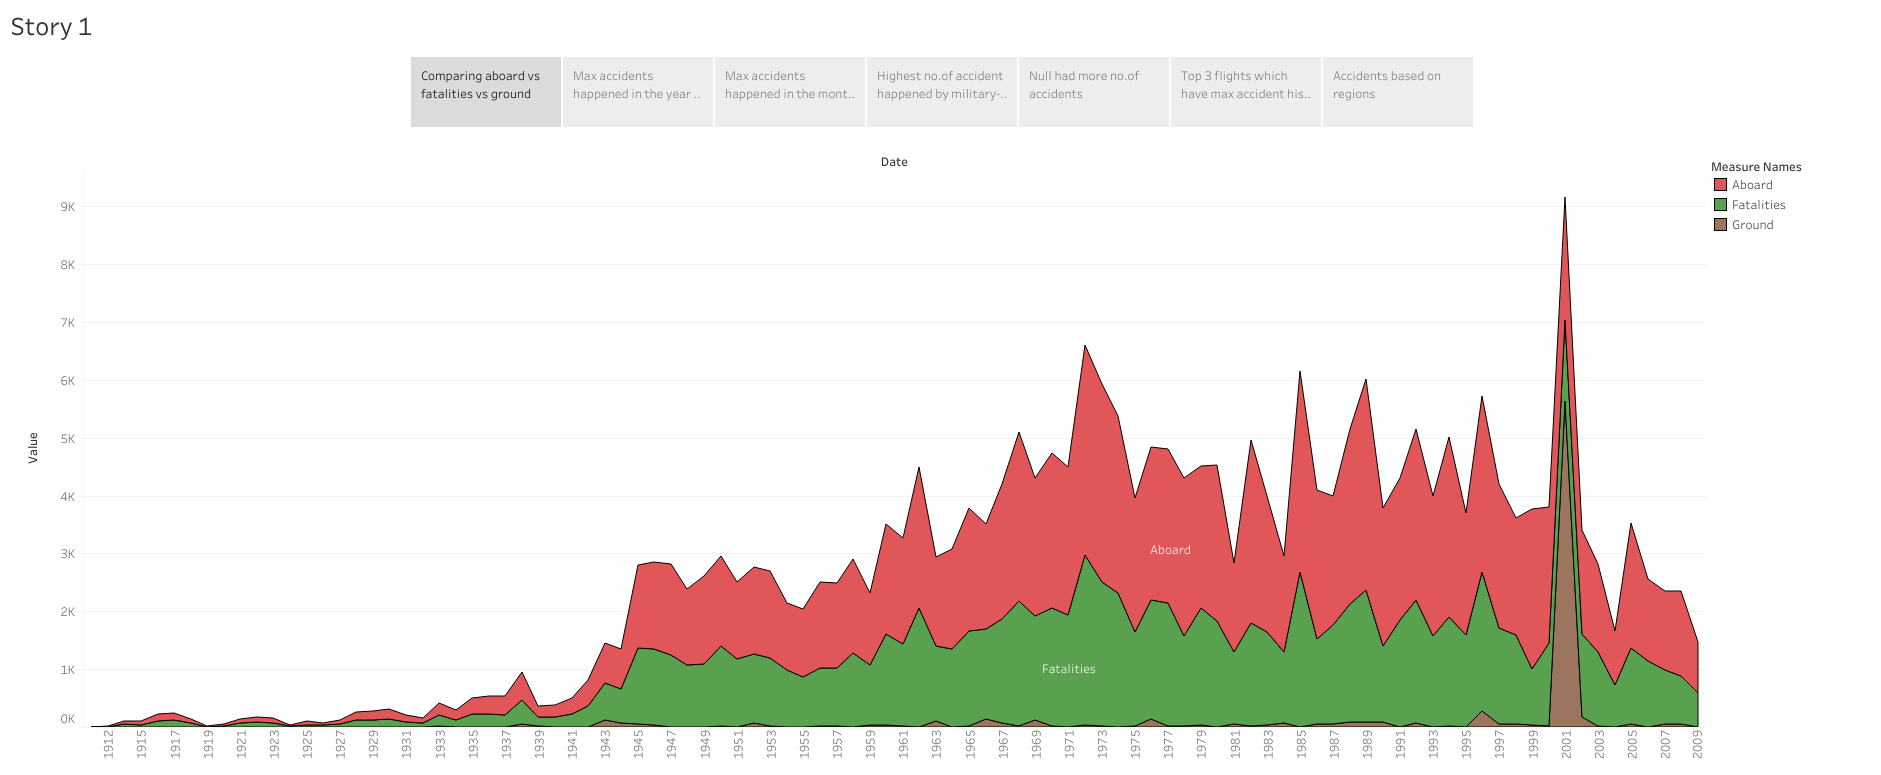 Story 1
Comparing aboard vs
fatalities vs ground
Max accidents
happened in the year ..
Max accidents
happened in the mont..
Highest no.of accident
happened by military-..
Null had more no.of
accidents
Top 3 flights which
have max accident his..
Accidents based on
regions
Date
Measure Names
Aboard
Fatalities
Ground
9K
8K
7K
6K
5K
4K
3K
2K
1K
0K
Value
Aboard
Fatalities
1912
1915
1917
1919
1921
1923
1925
1927
1929
1931
1933
1935
1937
1939
1941
1943
1945
1947
1949
1951
1953
1955
1957
1959
1961
1963
1965
1967
1969
1971
1973
1975
1977
1979
1981
1983
1985
1987
1989
1991
1993
1995
1997
1999
2001
2003
2005
2007
2009